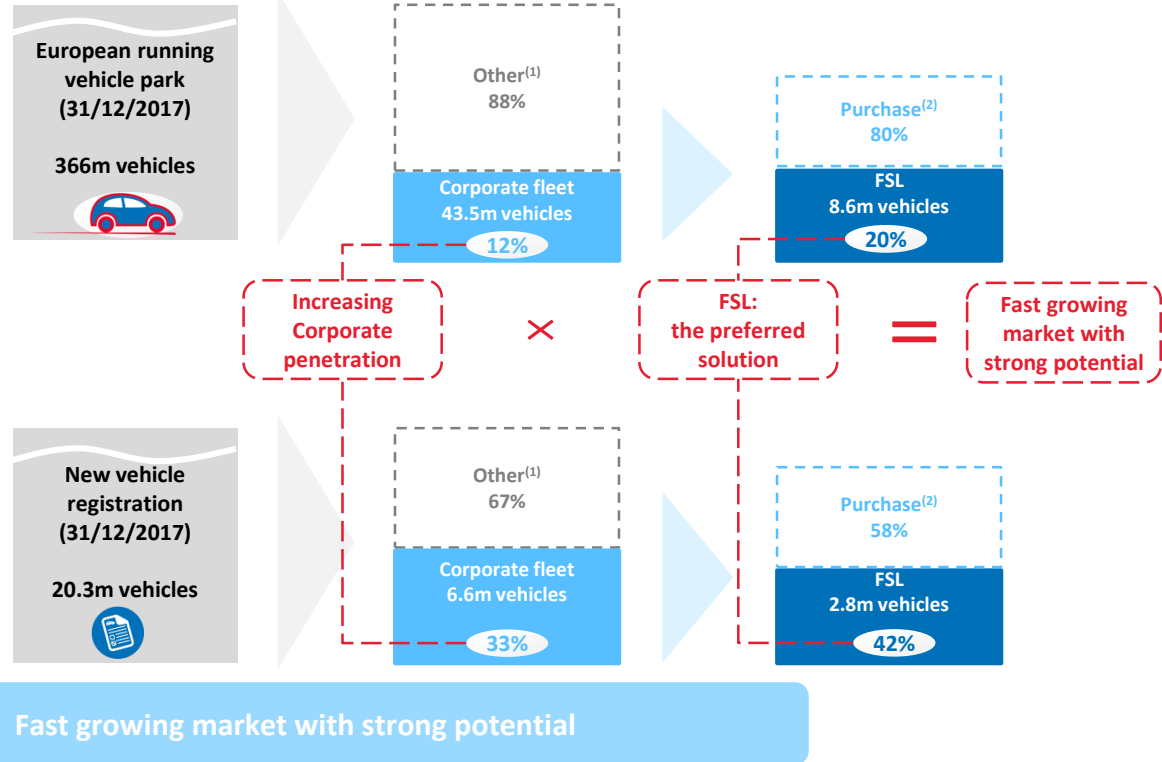 European running
vehicle park
(31/12/2017)
366m vehicles
Other(1)
88%
Corporate fleet
43.5m vehicles
12%
Purchase(2)
80%
FSL
8.6m vehicles
20%
Increasing
Corporate
penetration
×
FSL:
the preferred
solution
=
Fast growing
market with
strong potential
New vehicle
registration
(31/12/2017)
20.3m vehicles
Other(1)
67%
Corporate fleet
6.6m vehicles
33%
Purchase(2)
58%
FSL
2.8m vehicles
42%
Fast growing market with strong potential